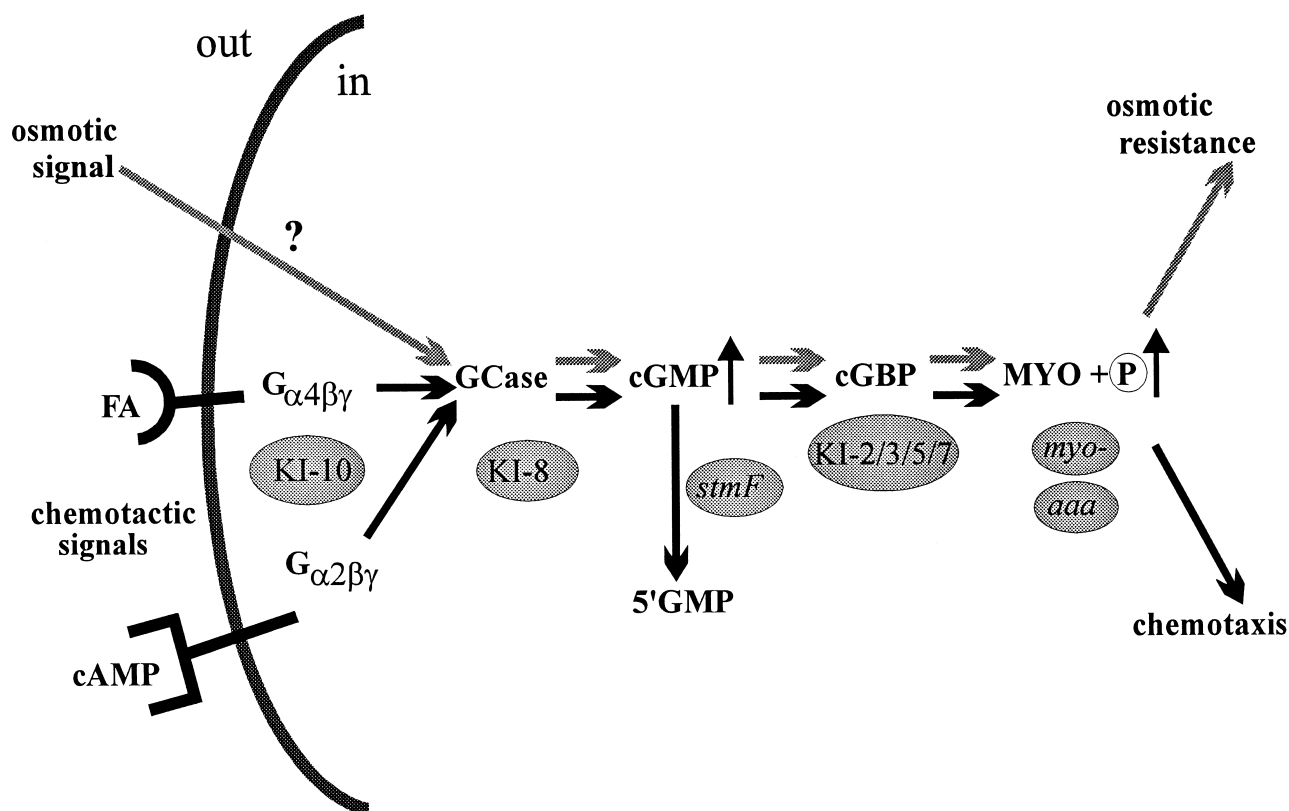 out
in
osmotic
signal
osmotic
resistance
?
FA
Gα4βγ
GCase
cGMP
cGBP
MYO + P
KI-10
KI-8
stmF
KI-2/3/5/7
myo-
aaa
chemotactic
signals
Gα2βγ
5'GMP
chemotaxis
cAMP